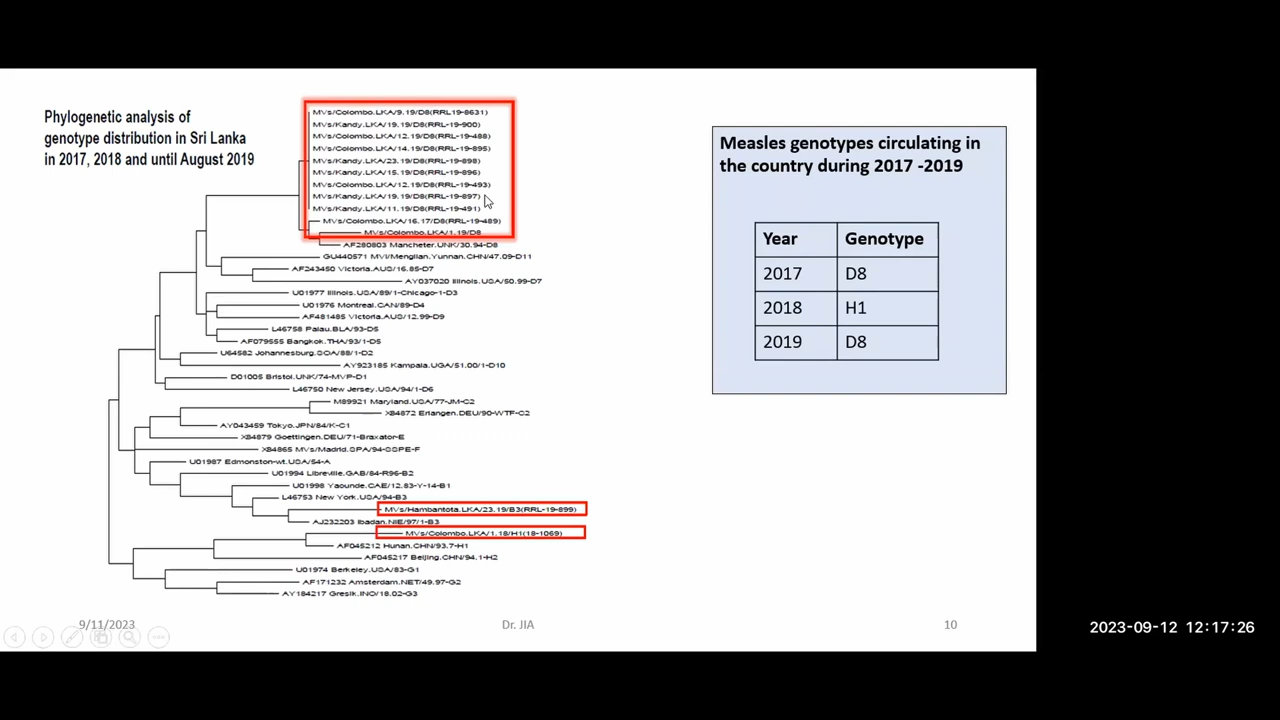 Phylogenetic analysis of
genotype distribution in Sri Lanka
in 2017, 2018 and until August 2019
MVs/Colombo.LKA/9.19/D8(RRL19-8631)
MVs/Kandy.LKA/19.19/D8(RRL-19-900)
MVs/Colombo.LKA/12.19/D8(RRL-19-488)
MVs/Colombo.LKA/14.19/D8(RRL-19-895)
MVs/Kandy.LKA/23.19/D8(RRL-19-898)
MVs/Kandy.LKA/15.19/D8(RRL-19-896)
MVs/Colombo.LKA/12.19/D8(RRL-19-493)
MVs/Kandy.LKA/19.19/D8(RRL-19-897)
MVs/Kandy.LKA/11.19/D8(RRL-19-491)
MVs/Colombo.LKA/16.17/D8(RRL-19-489)
MVs/Colombo.LKA/1.19/D8
AF280803 Mancheter.UNK/30.94-D8
GU440571 MVI/Menglian.Yunnan.CHN/47.09-D11
AF243450 Victoria.AUS/16.85-D7
AY037020 Illinois.USA/50.99-D7
U01977 Illinois.USA/89/1-Chicago-1-D3
U01976 Montreal.CAN/89-D4
AF481485 Victoria.AUS/12.99-D9
L46758 Palau.BLA/93-D5
AF079555 Bangkok.THA/93/1-D5
U64582 Johannesburg.SOA/88/1-D2
AY923185 Kampala.UGA/51.00/1-D10
D01005 Bristol.UNK/74-MVP-D1
L46750 New Jersey.USA/94/1-D6
M89921 Maryland.USA/77-JM-C2
X84872 Erlangen.DEU/90-WTF-C2
AY043459 Tokyo.JPN/84/K-C1
X84879 Goettingen.DEU/71-Braxator-E
X84865 MVs/Madrid.SPA/94-SSPE-F
U01987 Edmonston-wt.USA/54-A
U01994 Libreville.GAB/84-R96-B2
U01998 Yaounde.CAE/12.83-Y-14-B1
L46753 New York.USA/94-B3
MVs/Hambantota.LKA/23.19/B3(RRL-19-899)
AJ232203 Ibadan.NIE/97/1-B3
MVs/Colombo.LKA/1.18/H1(18-1069)
AF045212 Hunan.CHN/93.7-H1
AF045217 Beijing.CHN/94.1-H2
U01974 Berkeley.USA/83-G1
AF171232 Amsterdam.NET/49.97-G2
AY184217 Gresik.INO/18.02-G3
Measles genotypes circulating in
the country during 2017 -2019
Year Genotype
2017 D8
2018 H1
2019 D8
9/11/2023 Dr. JIA 10
2023-09-12 12:17:26